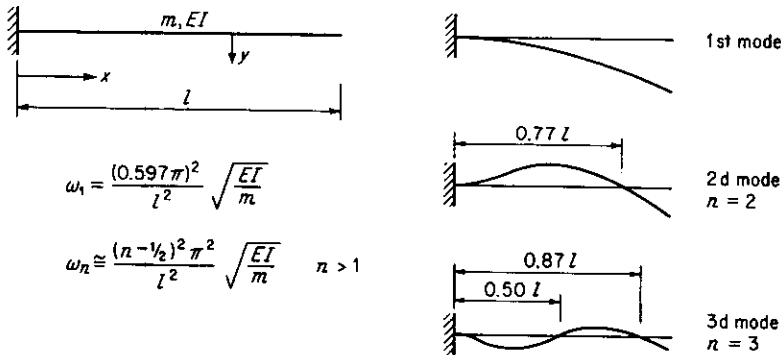 m, EI
y
x
l
ω₁ = (0.597π)² / l² √(EI / m)
ωₙ ≅ (n-½)² π² / l² √(EI / m) n > 1
1st mode
0.77 l
2d mode
n = 2
0.87 l
0.50 l
3d mode
n = 3